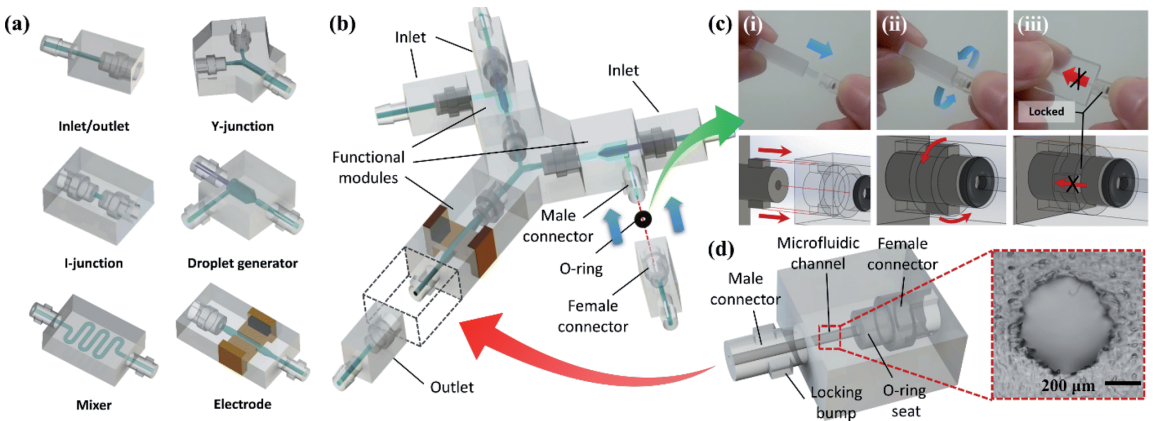 (a)
Inlet/outlet
Y-junction
I-junction
Droplet generator
Mixer
Electrode
(b)
Inlet
Inlet
Functional
modules
Male
connector
O-ring
Female
connector
Outlet
(c)
(i)
(ii)
(iii)
Locked
(d)
Male
connector
Microfluidic
channel
Female
connector
Locking
bump
O-ring
seat
200 μm